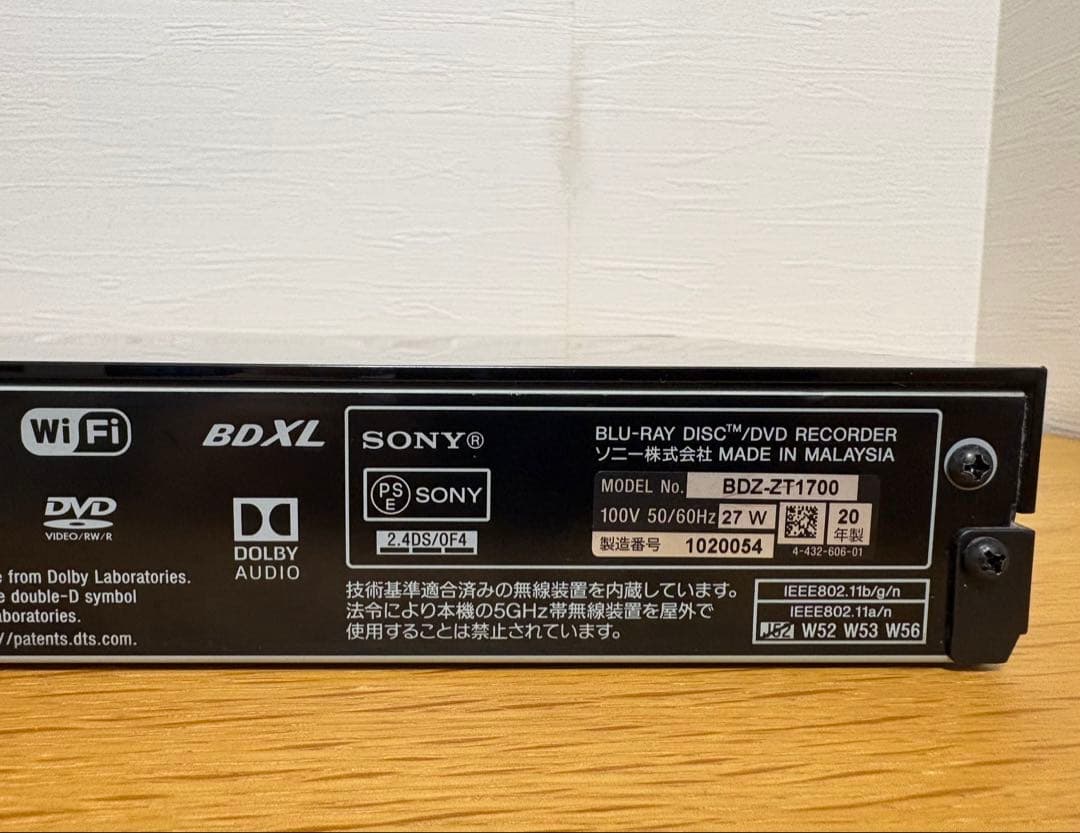 Wi Fi
BDXL
DVD
VIDEO/RW/R
DOLBY
AUDIO
from Dolby Laboratories.
double-D symbol
//patents.dts.com.
SONY®
PS
E
SONY
2.4DS/OF4
BLU-RAY DISC™/DVD RECORDER
ソニー株式会社 MADE IN MALAYSIA
MODEL No. BDZ-ZT1700
100V 50/60Hz 27 W
20
年製
製造番号 1020054
4-432-606-01
技術基準適合済みの無線装置を内蔵しています。
法令により本機の5GHz帯無線装置を屋外で
使用することは禁止されています。
IEEE802.11b/g/n
IEEE802.11a/n
J52 W52 W53 W56